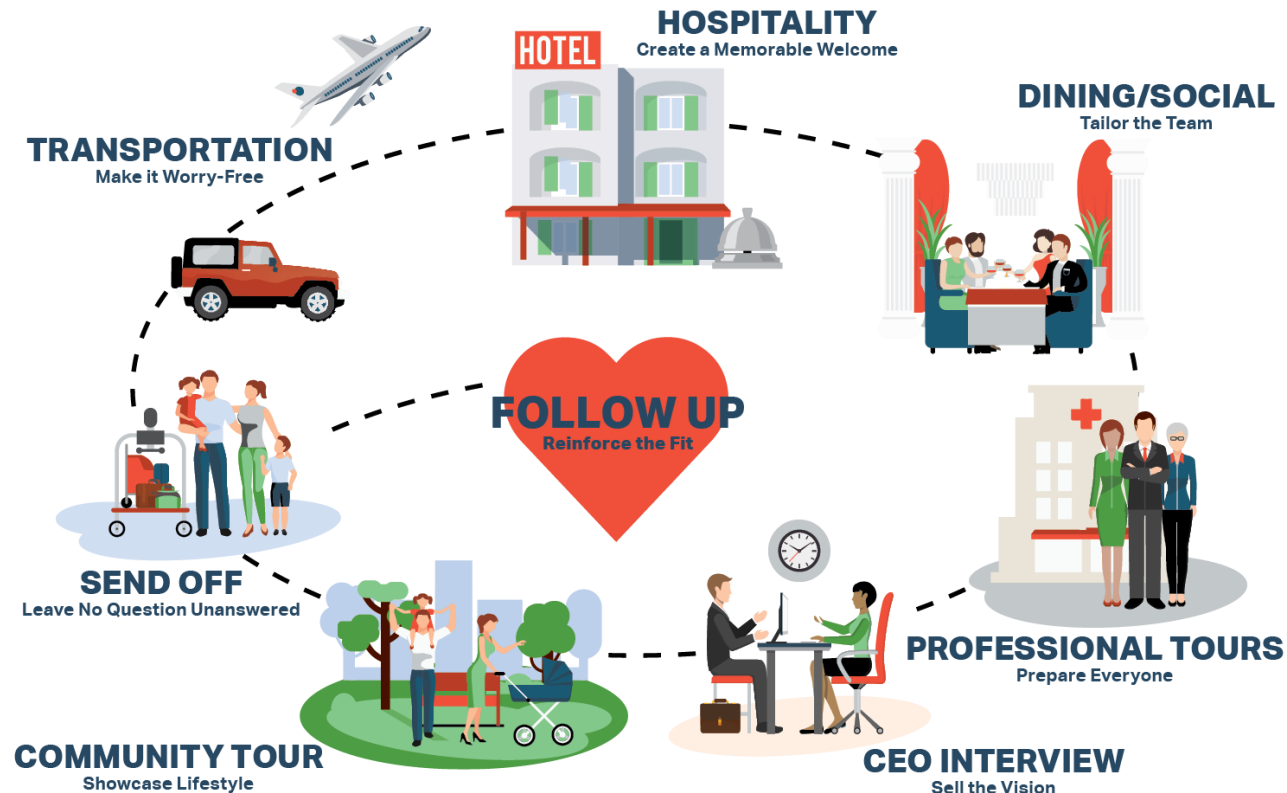 HOSPITALITY
Create a Memorable Welcome
HOTEL
DINING/SOCIAL
Tailor the Team
TRANSPORTATION
Make it Worry-Free
FOLLOW UP
Reinforce the Fit
SEND OFF
Leave No Question Unanswered
PROFESSIONAL TOURS
Prepare Everyone
COMMUNITY TOUR
Showcase Lifestyle
CEO INTERVIEW
Sell the Vision